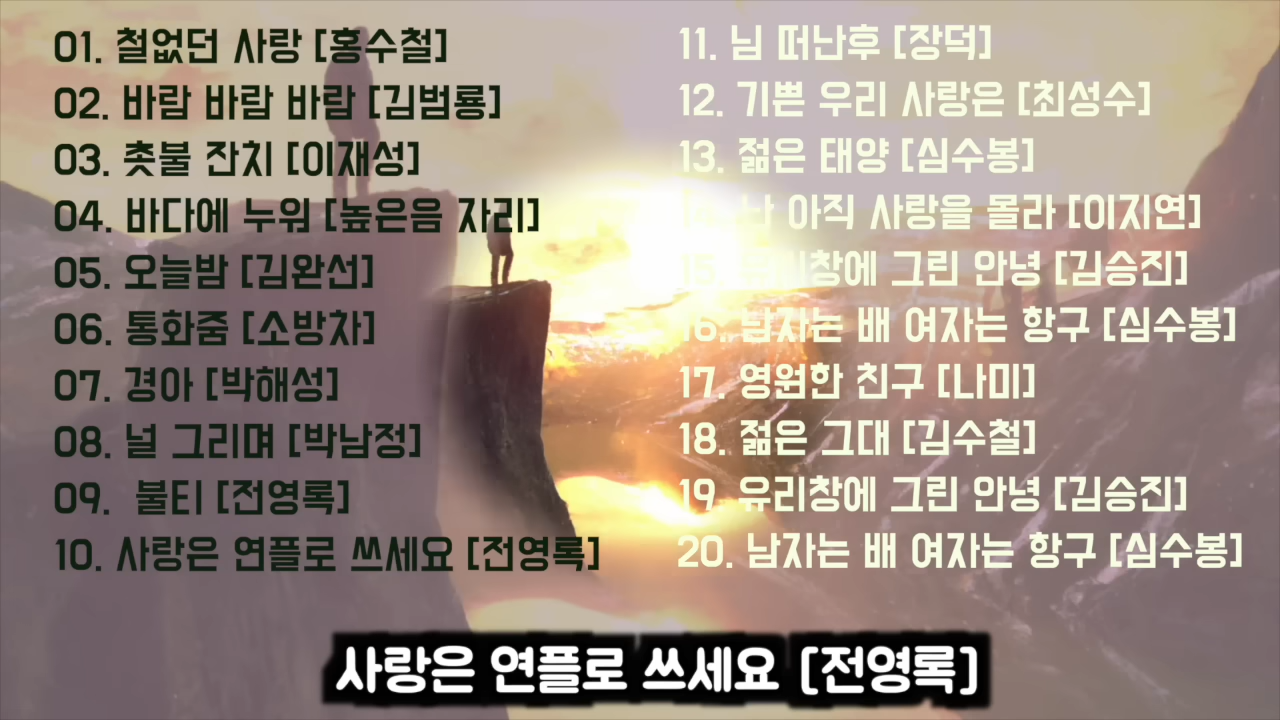 01. 철없던 사랑 [홍수철]
02. 바람 바람 바람 [김범룡]
03. 촛불 잔치 [이재성]
04. 바다에 누워 [높은음 자리]
05. 오늘밤 [김완선]
06. 통화줌 [소방차]
07. 경아 [박해성]
08. 널 그리며 [박남정]
09. 불티 [전영록]
10. 사랑은 연플로 쓰세요 [전영록]
11. 님 떠난후 [장덕]
12. 기쁜 우리 사랑은 [최성수]
13. 젊은 태양 [심수봉]
난 아직 사랑을 몰라 [이지연]
15. 유리창에 그린 안녕 [김승진]
16. 남자는 배 여자는 항구 [심수봉]
17. 영원한 친구 [나미]
18. 젊은 그대 [김수철]
19. 유리창에 그린 안녕 [김승진]
20. 남자는 배 여자는 항구 [심수봉]
사랑은 연플로 쓰세요 [전영록]